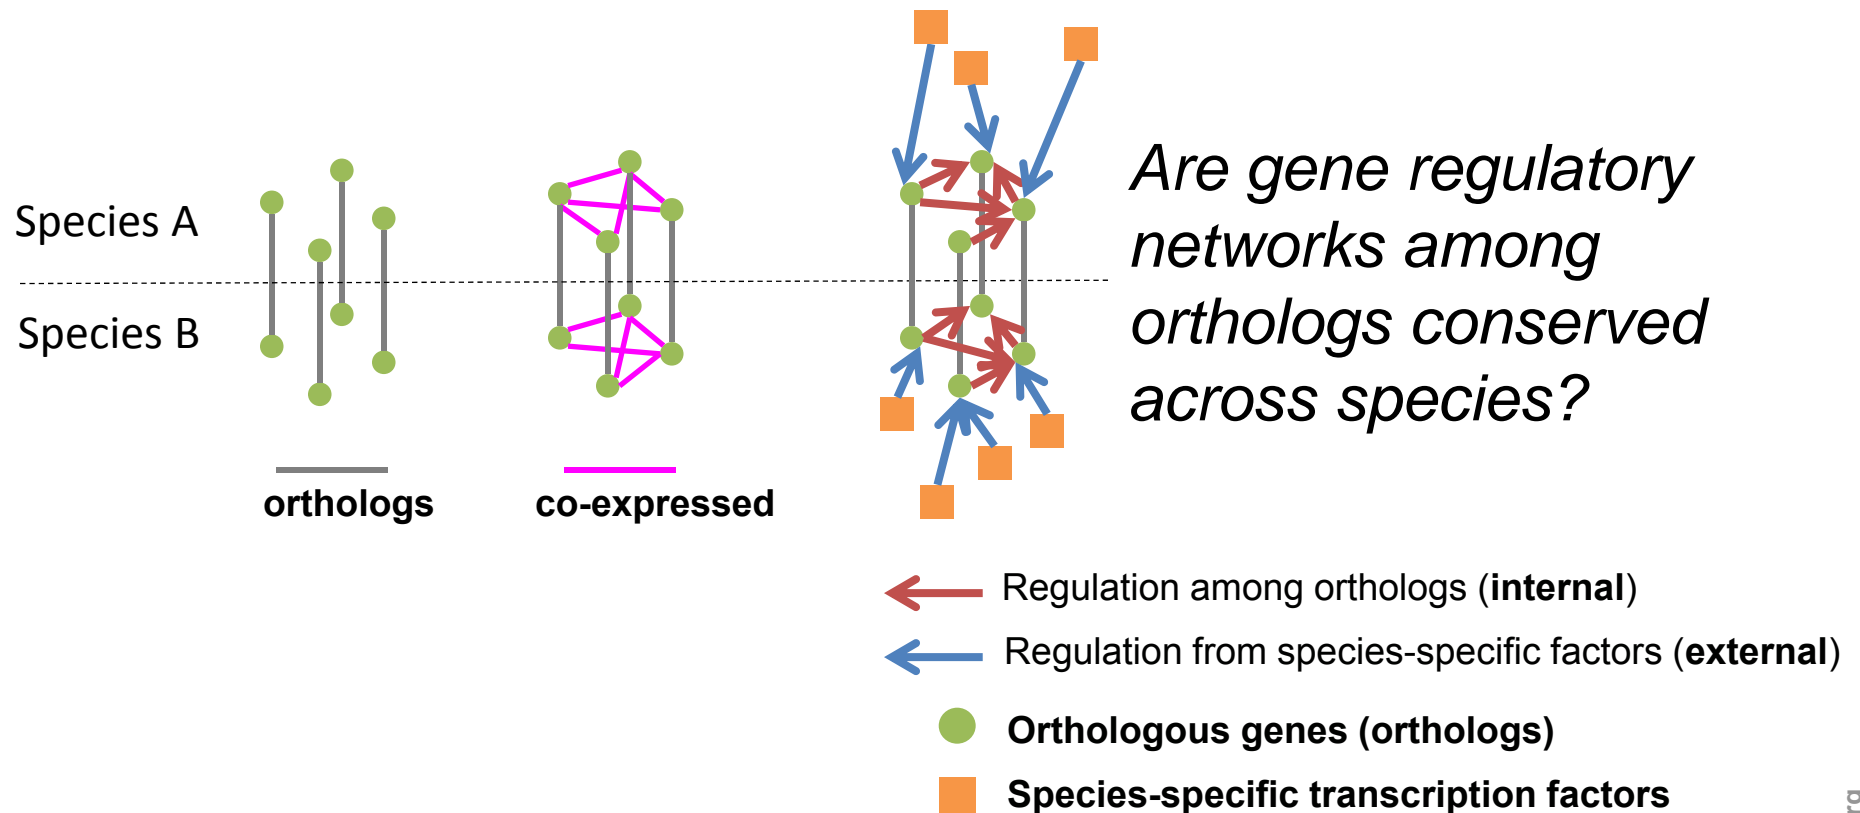 Species A
Species B
orthologs
co-expressed
Are gene regulatory
networks among
orthologs conserved
across species?
Regulation among orthologs (internal)
Regulation from species-specific factors (external)
Orthologous genes (orthologs)
Species-specific transcription factors
rg